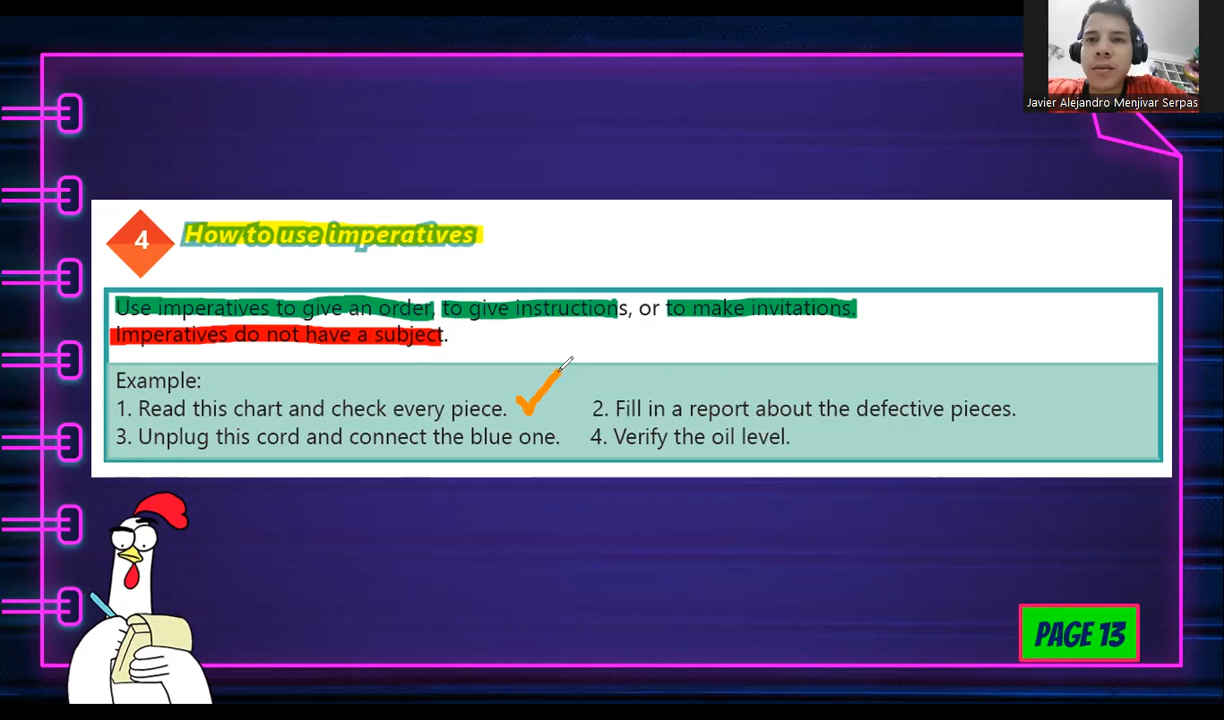 Javier Alejandro Menjivar Serpas
4 How to use imperatives
Use imperatives to give an order, to give instructions, or to make invitations.
Imperatives do not have a subject.
Example:
1. Read this chart and check every piece. 2. Fill in a report about the defective pieces.
3. Unplug this cord and connect the blue one. 4. Verify the oil level.
PAGE 13